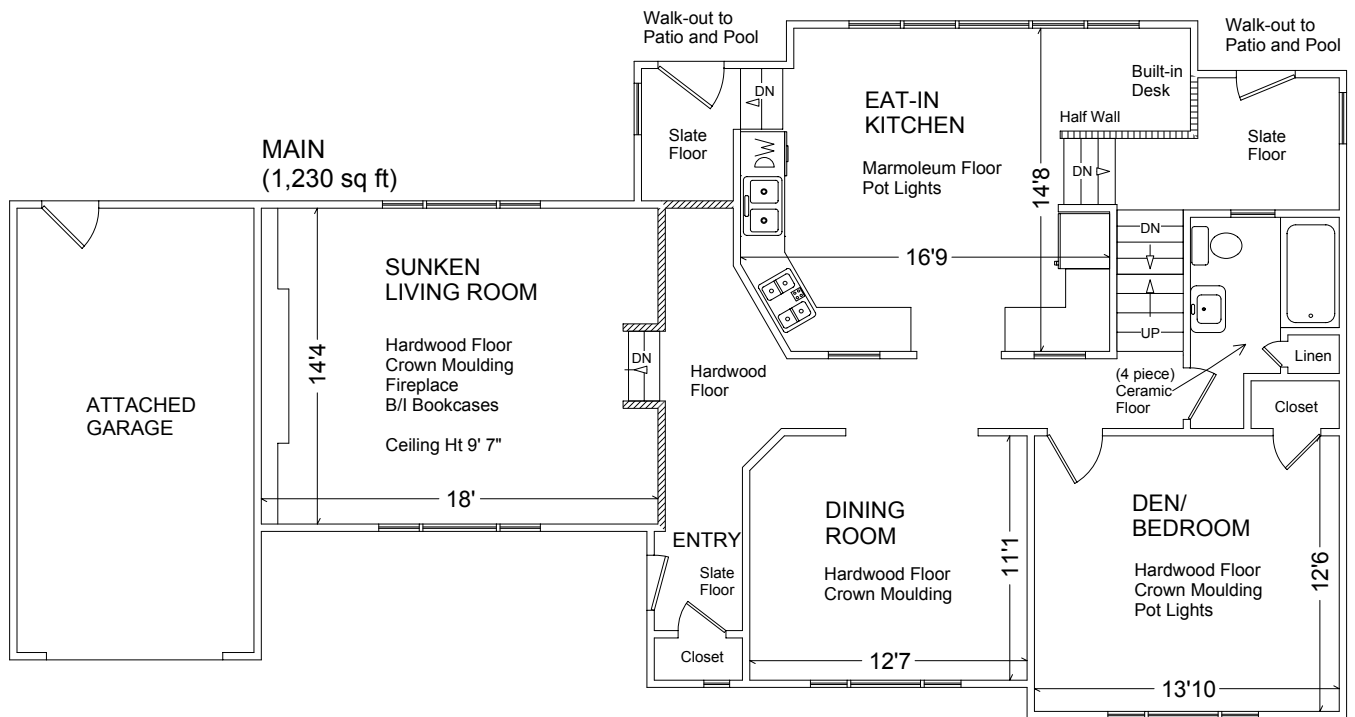 Walk-out to
Patio and Pool
Walk-out to
Patio and Pool
MAIN
(1,230 sq ft)
Slate
Floor
DN
DW
EAT-IN
KITCHEN
Marmoleum Floor
Pot Lights
14'8
16'9
Built-in
Desk
Half Wall
DN
Slate
Floor
ATTACHED
GARAGE
SUNKEN
LIVING ROOM
Hardwood Floor
Crown Moulding
Fireplace
B/I Bookcases
Ceiling Ht 9' 7"
14'4
18'
DN
Hardwood
Floor
DN
UP
(4 piece)
Ceramic
Floor
Linen
Closet
ENTRY
Slate
Floor
Closet
DINING
ROOM
Hardwood Floor
Crown Moulding
11'1
12'7
DEN/
BEDROOM
Hardwood Floor
Crown Moulding
Pot Lights
12'6
13'10